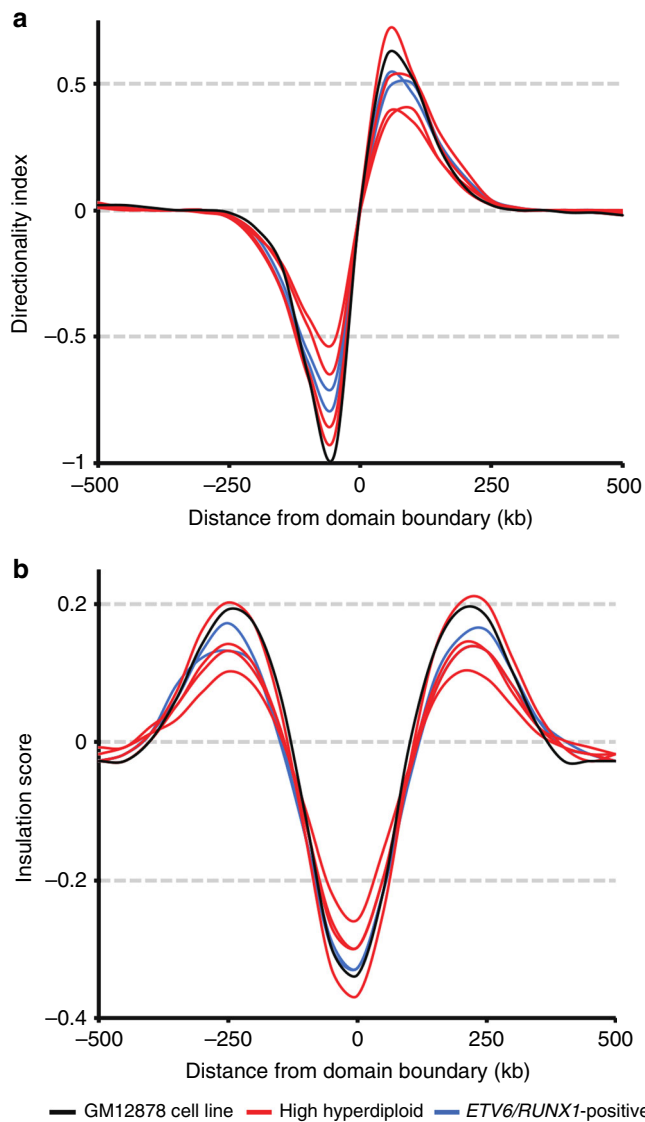 a
0.5
0
−0.5
−1
Directionality index
−500
−250
0
250
500
Distance from domain boundary (kb)
b
0.2
0
−0.2
−0.4
Insulation score
−500
−250
0
250
500
Distance from domain boundary (kb)
GM12878 cell line
High hyperdiploid
ETV6/RUNX1-positive